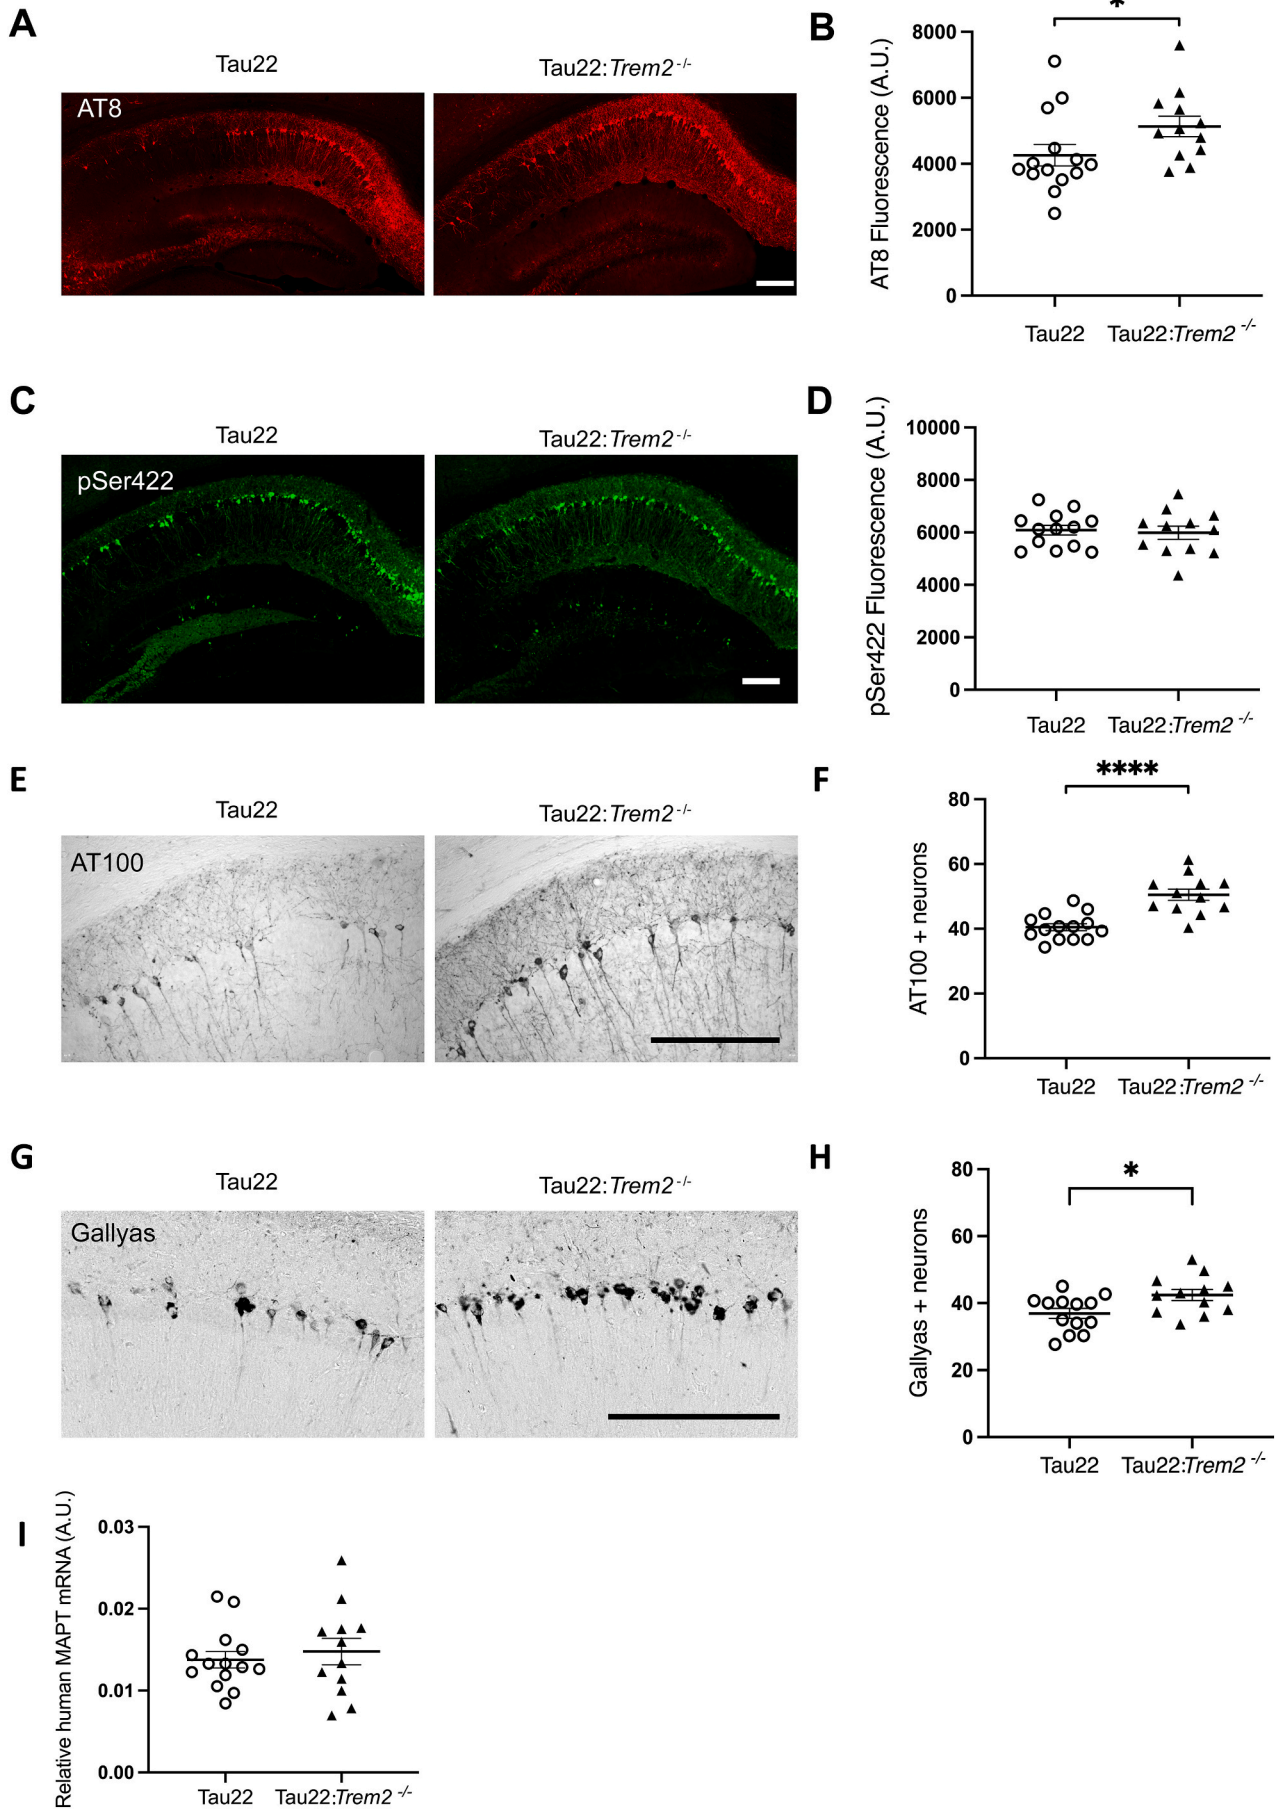 A
Tau22
Tau22:Trem2 -/-
AT8
B
*
AT8 Fluorescence (A.U.)
8000
6000
4000
2000
0
Tau22
Tau22:Trem2 -/-
C
Tau22
Tau22:Trem2 -/-
pSer422
D
pSer422 Fluorescence (A.U.)
10000
8000
6000
4000
2000
0
Tau22
Tau22:Trem2 -/-
E
Tau22
Tau22:Trem2 -/-
AT100
F
****
AT100 + neurons
80
60
40
20
0
Tau22
Tau22:Trem2 -/-
G
Tau22
Tau22:Trem2 -/-
Gallyas
H
*
Gallyas + neurons
80
60
40
20
0
Tau22
Tau22:Trem2 -/-
I
Relative human MAPT mRNA (A.U.)
0.03
0.02
0.01
0.00
Tau22
Tau22:Trem2 -/-